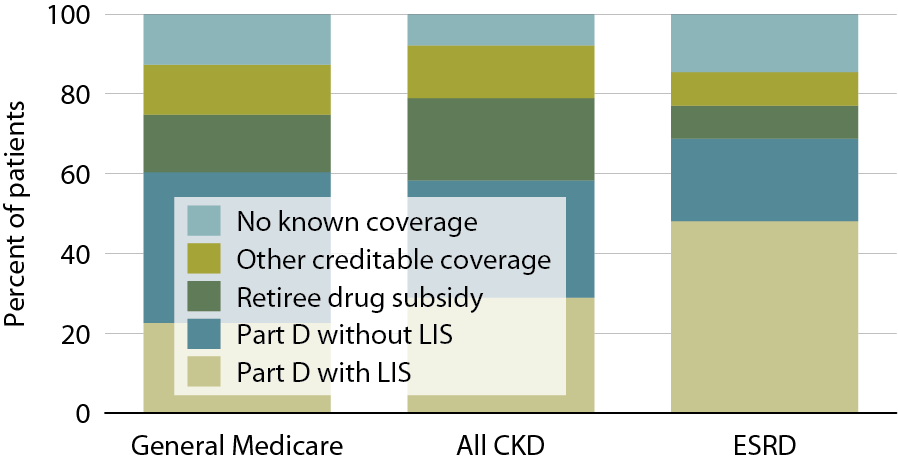 100
80
60
40
20
0
Percent of patients
No known coverage
Other creditable coverage
Retiree drug subsidy
Part D without LIS
Part D with LIS
General Medicare
All CKD
ESRD